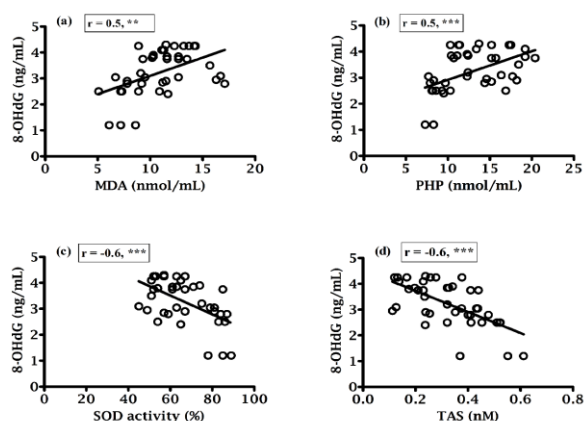 (a)
r = 0.5, **
8-OHdG (ng/mL)
5
4
3
2
1
0
0 5 10 15 20
MDA (nmol/mL)
(b)
r = 0.5, ***
8-OHdG (ng/mL)
5
4
3
2
1
0
0 5 10 15 20 25
PHP (nmol/mL)
(c)
r = -0.6, ***
8-OHdG (ng/mL)
5
4
3
2
1
0
0 20 40 60 80 100
SOD activity (%)
(d)
r = -0.6, ***
8-OHdG (ng/mL)
5
4
3
2
1
0
0.0 0.2 0.4 0.6 0.8
TAS (nM)